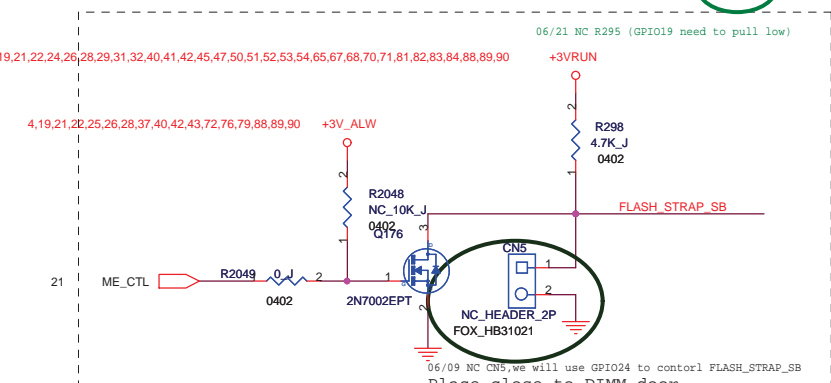 06/21 NC R295 (GPIO19 need to pull low)
19,21,22,24,26,28,29,31,32,40,41,42,45,47,50,51,52,53,54,65,67,68,70,71,81,82,83,84,88,89,90
+3VRUN
2
R298
4.7K_J
0402
1
4,19,21,22,25,26,28,37,40,42,43,72,76,79,88,89,90
+3V_ALW
2
R2048
NC_10K_J
0402
1
FLASH_STRAP_SB
3
Q176
CN5
1
2
21
ME_CTL
R2049
0_J
2
1
0402
2N7002EPT
2
NC_HEADER_2P
FOX_HB31021
06/09 NC CN5,we will use GPIO24 to contorl FLASH_STRAP_SB